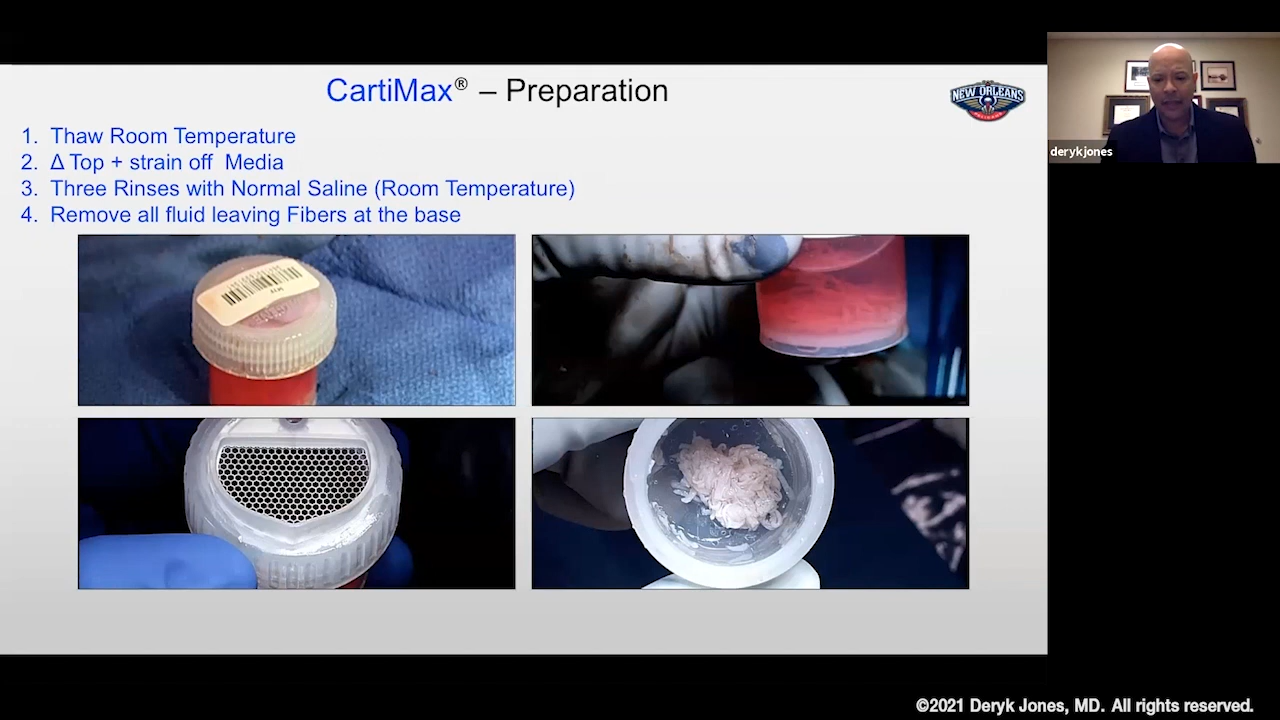 CartiMax® – Preparation
NEW ORLEANS
PELICANS
1. Thaw Room Temperature
2. Δ Top + strain off Media
3. Three Rinses with Normal Saline (Room Temperature)
4. Remove all fluid leaving Fibers at the base
derykjones
©2021 Deryk Jones, MD. All rights reserved.